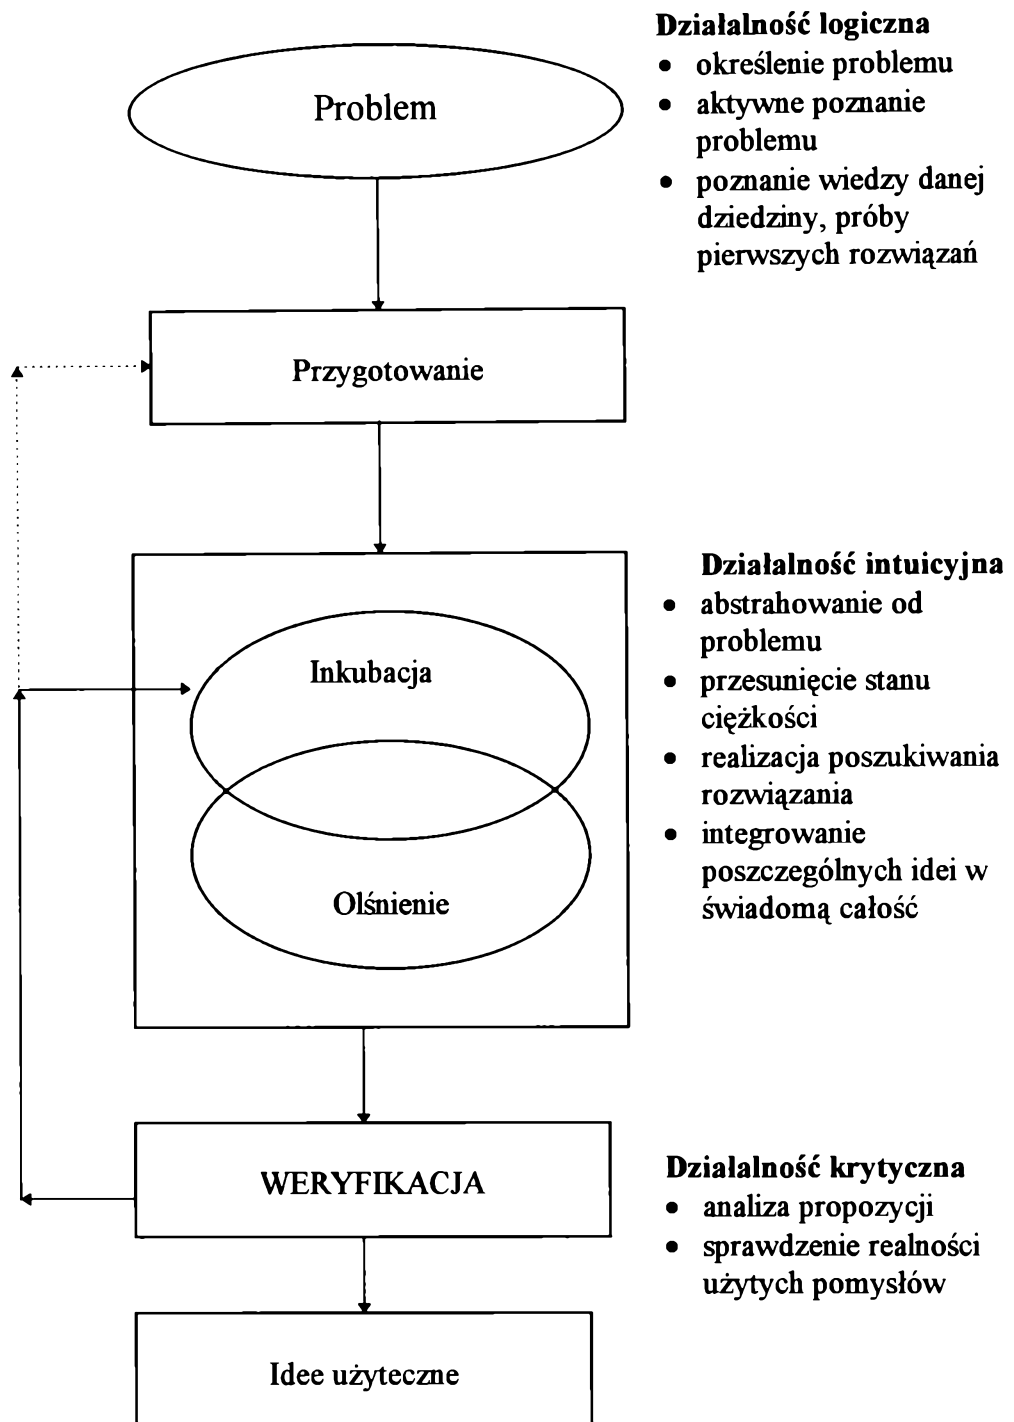 Działalność logiczna
• określenie problemu
• aktywne poznanie
problemu
• poznanie wiedzy danej
dziedziny, próby
pierwszych rozwiązań
Problem
Przygotowanie
Działalność intuicyjna
• abstrahowanie od
problemu
• przesunięcie stanu
ciężkości
• realizacja poszukiwania
rozwiązania
• integrowanie
poszczególnych idei w
świadomą całość
Inkubacja
Olśnienie
WERYFIKACJA
Działalność krytyczna
• analiza propozycji
• sprawdzenie realności
użytych pomysłów
Idee użyteczne